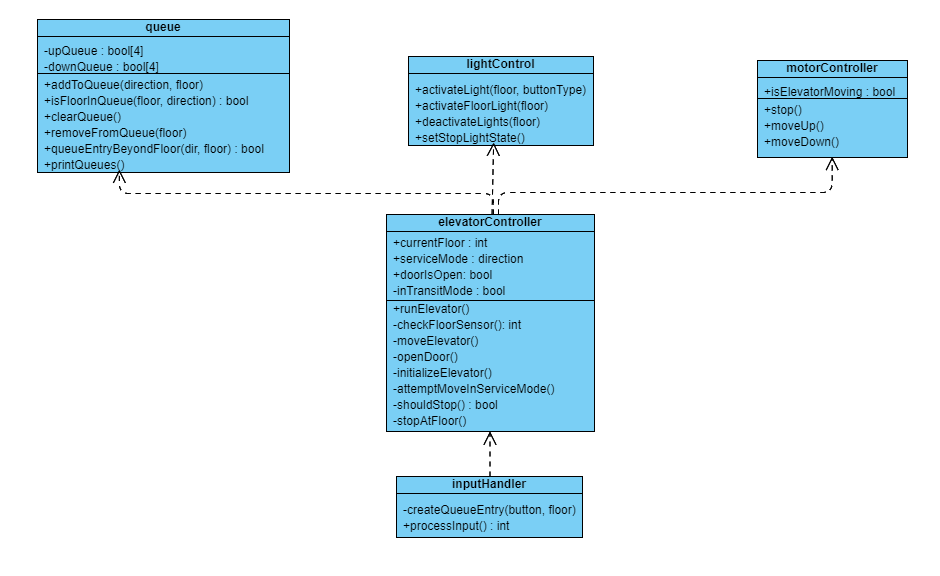 queue
-upQueue : bool[4]
-downQueue : bool[4]
+addToQueue(direction, floor)
+isFloorInQueue(floor, direction) : bool
+clearQueue()
+removeFromQueue(floor)
+queueEntryBeyondFloor(dir, floor) : bool
+printQueues()
lightControl
+activateLight(floor, buttonType)
+activateFloorLight(floor)
+deactivateLights(floor)
+setStopLightState()
motorController
+isElevatorMoving : bool
+stop()
+moveUp()
+moveDown()
elevatorController
+currentFloor : int
+serviceMode : direction
+doorIsOpen: bool
-inTransitMode : bool
+runElevator()
-checkFloorSensor(): int
-moveElevator()
-openDoor()
-initializeElevator()
-attemptMoveInServiceMode()
-shouldStop() : bool
-stopAtFloor()
inputHandler
-createQueueEntry(button, floor)
+processInput() : int